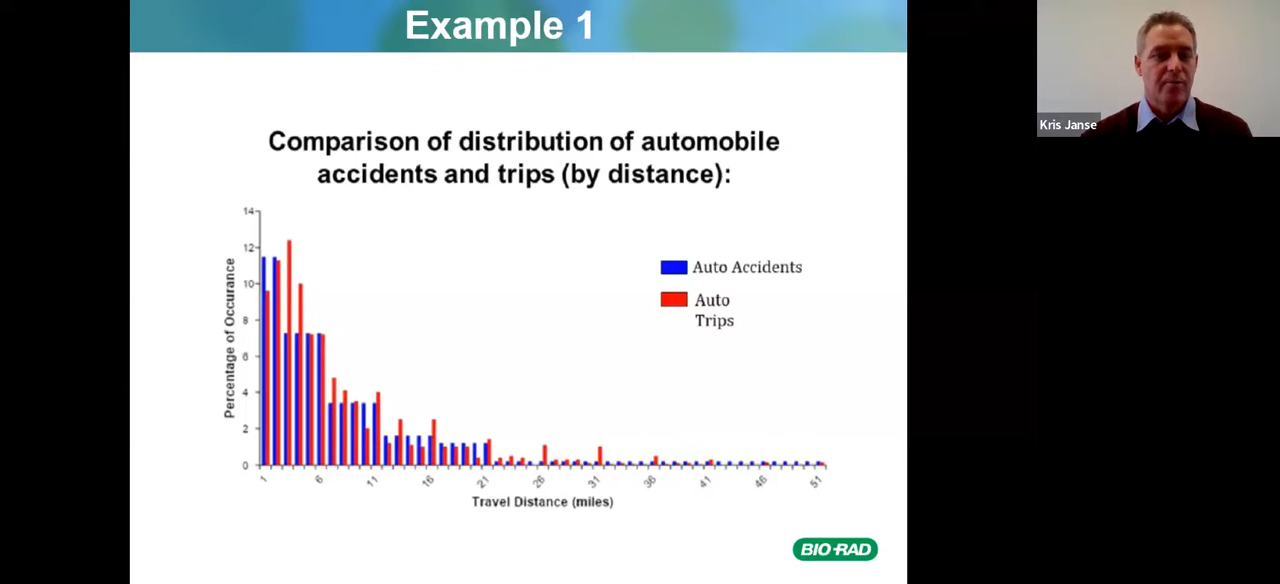 Example 1
Kris Janse
Comparison of distribution of automobile
accidents and trips (by distance):
14
12
10
8
6
4
2
0
Percentage of Occurance
Auto Accidents
Auto
Trips
1
6
11
16
21
26
31
36
41
46
51
Travel Distance (miles)
BIO-RAD